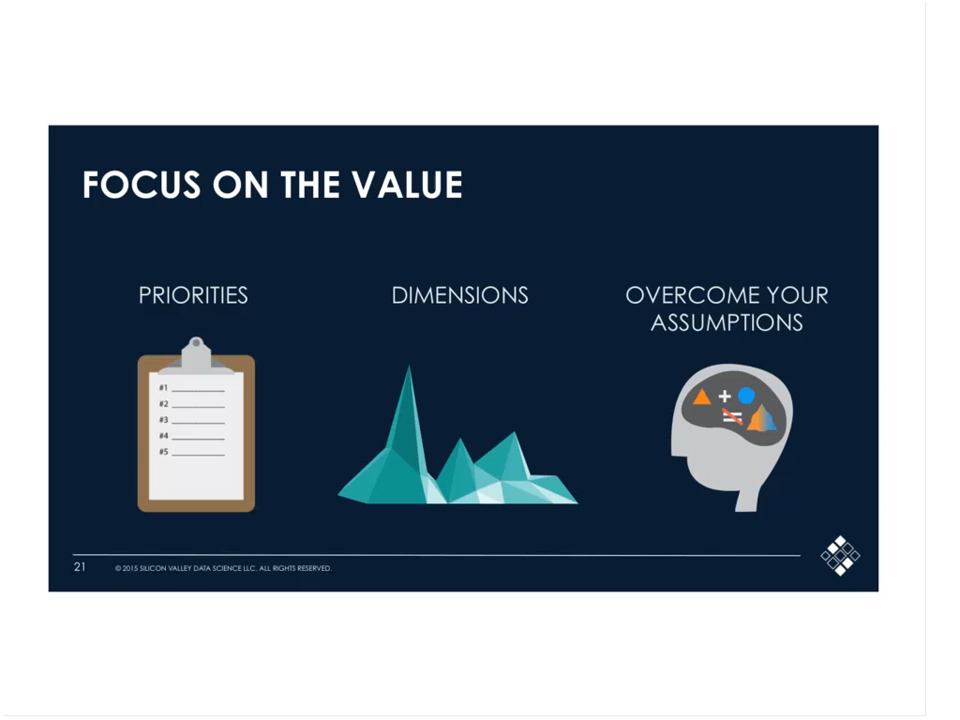 FOCUS ON THE VALUE
PRIORITIES
DIMENSIONS
OVERCOME YOUR
ASSUMPTIONS
#1
#2
#3
#4
#5
+
21
© 2015 SILICON VALLEY DATA SCIENCE LLC. ALL RIGHTS RESERVED.